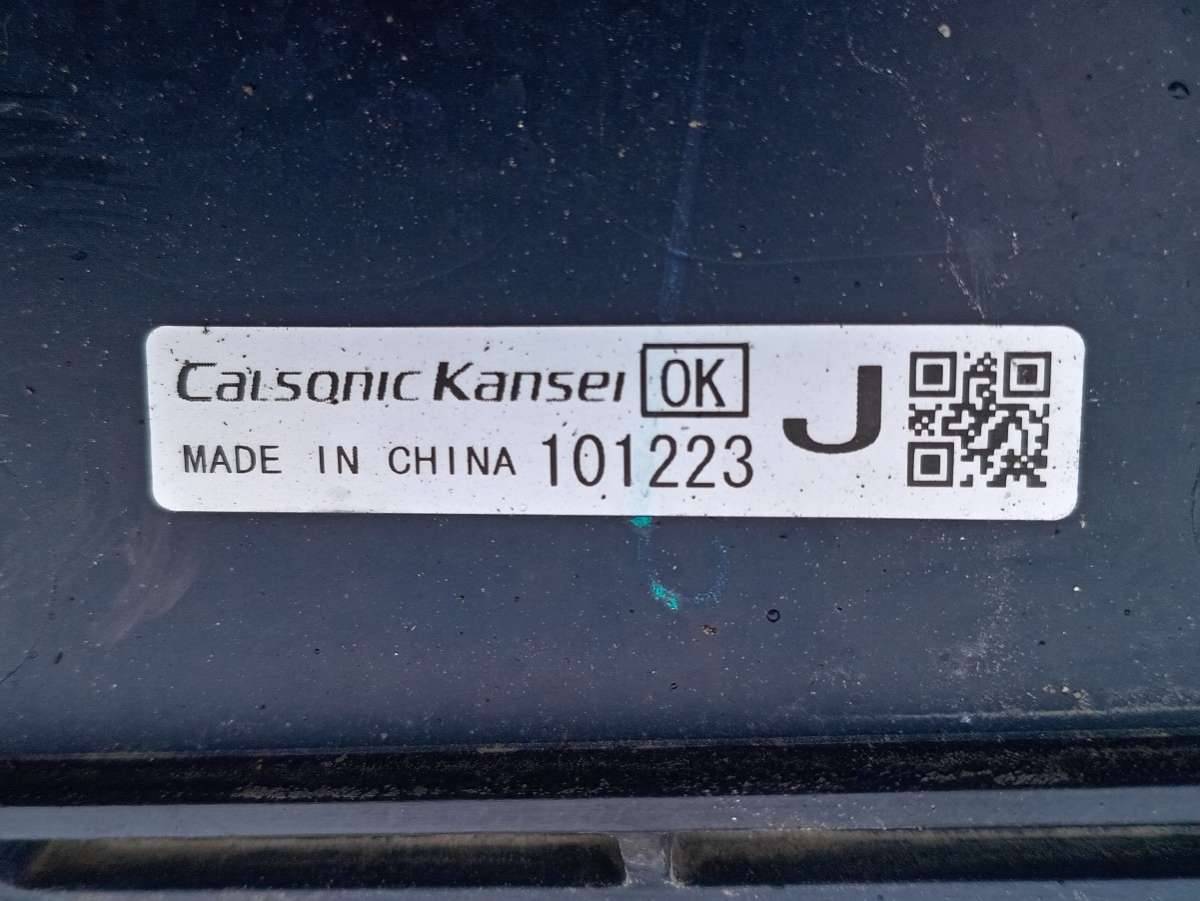 Calsonic Kansei OK
MADE IN CHINA 101223
J